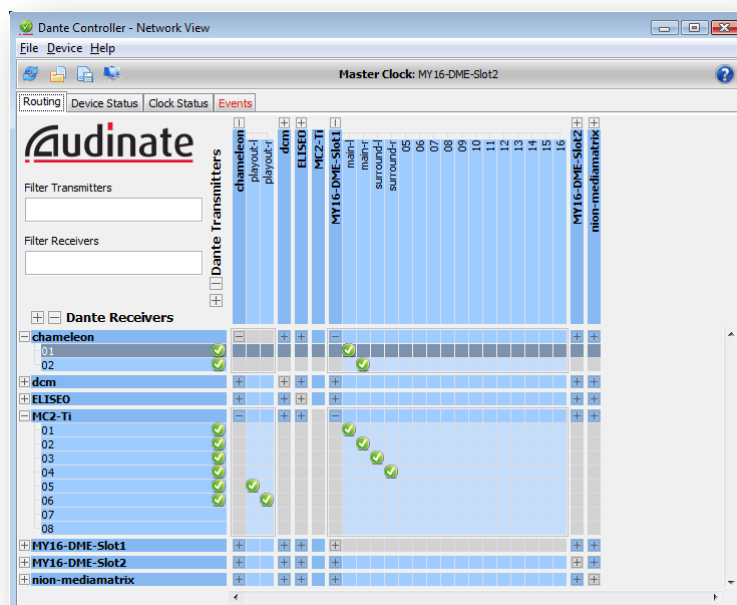 Dante Controller - Network View
File Device Help
Master Clock: MY16-DME-Slot2
Routing Device Status Clock Status Events
Audinate
Filter Transmitters
Filter Receivers
Dante Transmitters
chameleon
playout-l
playout-r
dcm
ELISEO
MC2-Ti
MY16-DME-Slot1
main-l
main-r
surround-l
surround-r
05
06
07
08
09
10
11
12
13
14
15
16
MY16-DME-Slot2
nion-mediamatrix
Dante Receivers
chameleon
01
02
dcm
ELISEO
MC2-Ti
01
02
03
04
05
06
07
08
MY16-DME-Slot1
MY16-DME-Slot2
nion-mediamatrix